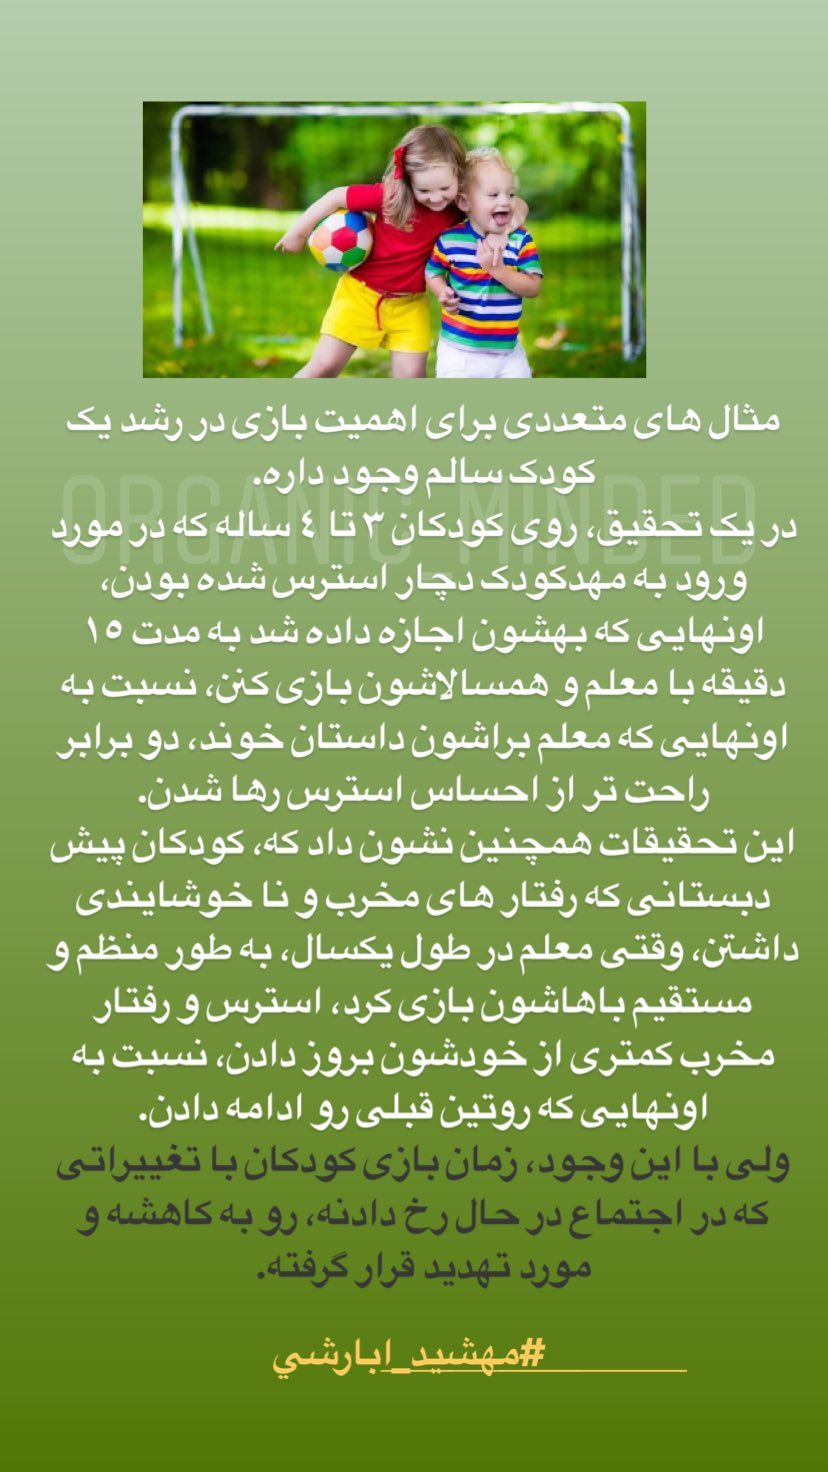 مثال های متعددی برای اهمیت بازی در رشد یک
کودک سالم وجود داره.
ORGANIC_MINDED
در یک تحقیق، روی کودکان ٣ تا ٤ ساله که در مورد
ورود به مهدکودک دچار استرس شده بودن،
اونهایی که بهشون اجازه داده شد به مدت ١٥
دقیقه با معلم و همسالاشون بازی کنن، نسبت به
اونهایی که معلم براشون داستان خوند، دو برابر
راحت تر از احساس استرس رها شدن.
این تحقیقات همچنین نشون داد که، کودکان پیش
دبستانی که رفتار های مخرب و نا خوشایندی
داشتن، وقتی معلم در طول یکسال، به طور منظم و
مستقیم باهاشون بازی کرد، استرس و رفتار
مخرب کمتری از خودشون بروز دادن، نسبت به
اونهایی که روتین قبلی رو ادامه دادن.
ولی با این وجود، زمان بازی کودکان با تغییراتی
که در اجتماع در حال رخ دادنه، رو به کاهشه و
مورد تهدید قرار گرفته.
#مهشید_ابارشي